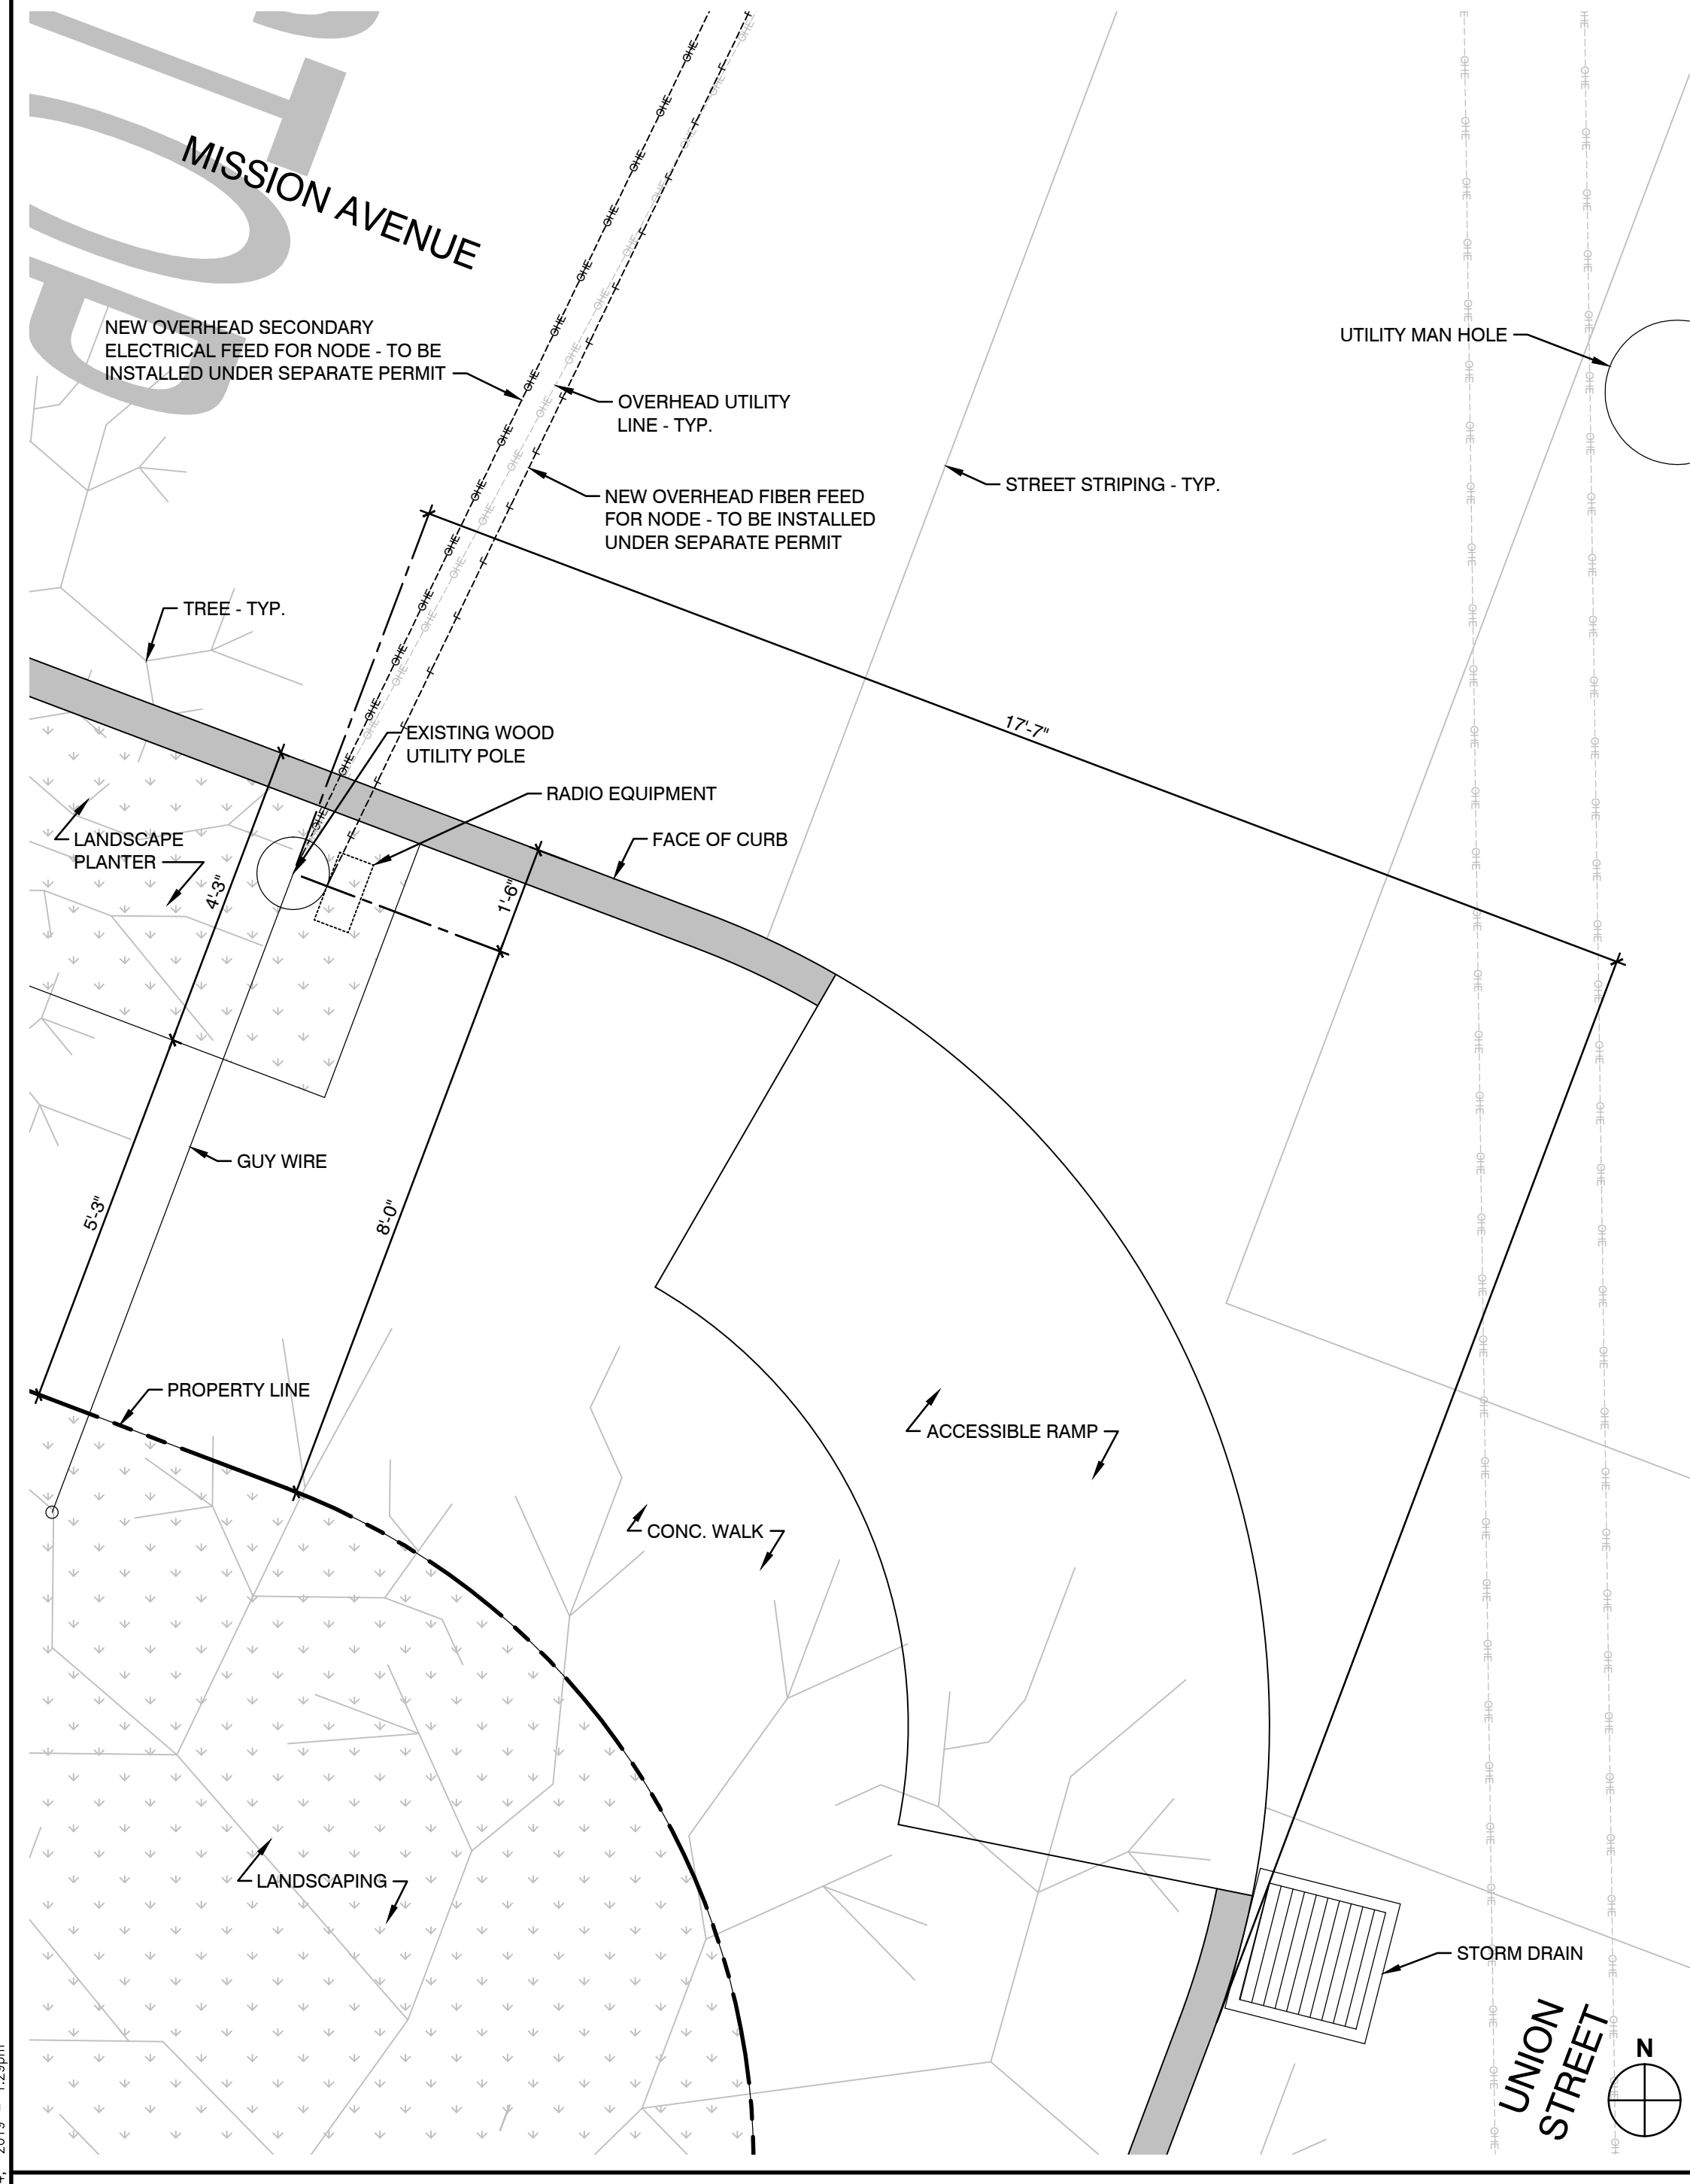 STOP
MISSION AVENUE
NEW OVERHEAD SECONDARY
ELECTRICAL FEED FOR NODE - TO BE
INSTALLED UNDER SEPARATE PERMIT
UTILITY MAN HOLE
OVERHEAD UTILITY
LINE - TYP.
STREET STRIPING - TYP.
NEW OVERHEAD FIBER FEED
FOR NODE - TO BE INSTALLED
UNDER SEPARATE PERMIT
TREE - TYP.
17'-7"
EXISTING WOOD
UTILITY POLE
RADIO EQUIPMENT
FACE OF CURB
LANDSCAPE
PLANTER
4'-3"
1'-6"
GUY WIRE
5'-3"
8'-0"
PROPERTY LINE
ACCESSIBLE RAMP
CONC. WALK
LANDSCAPING
STORM DRAIN
UNION
STREET
N
OHE
F